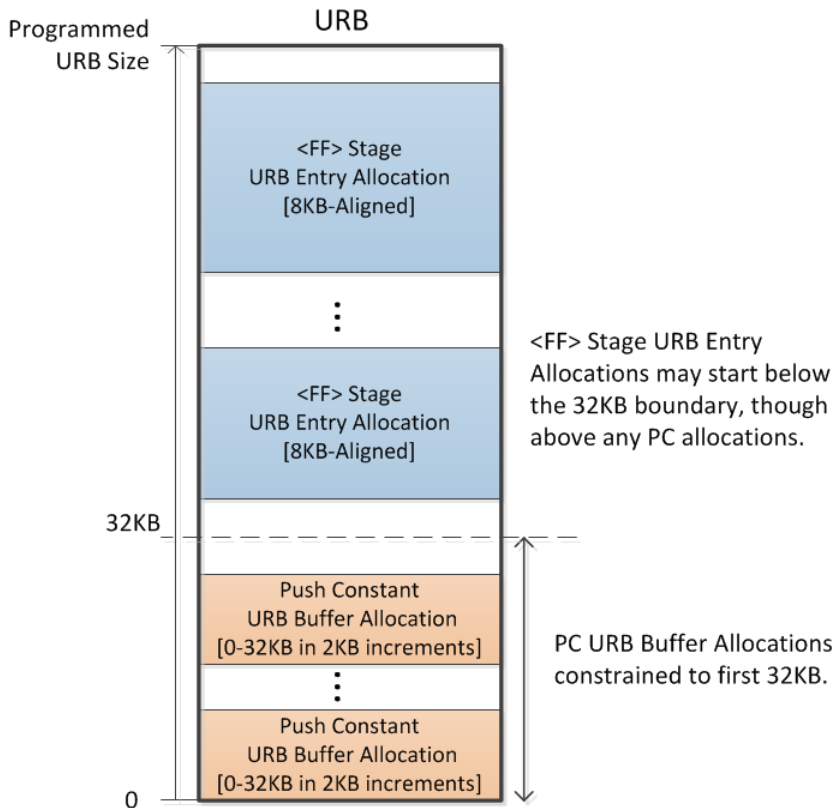 URB
Programmed
URB Size
<FF> Stage
URB Entry Allocation
[8KB-Aligned]
<FF> Stage
URB Entry Allocation
[8KB-Aligned]
<FF> Stage URB Entry
Allocations may start below
the 32KB boundary, though
above any PC allocations.
32KB
Push Constant
URB Buffer Allocation
[0-32KB in 2KB increments]
PC URB Buffer Allocations
constrained to first 32KB.
Push Constant
URB Buffer Allocation
[0-32KB in 2KB increments]
0